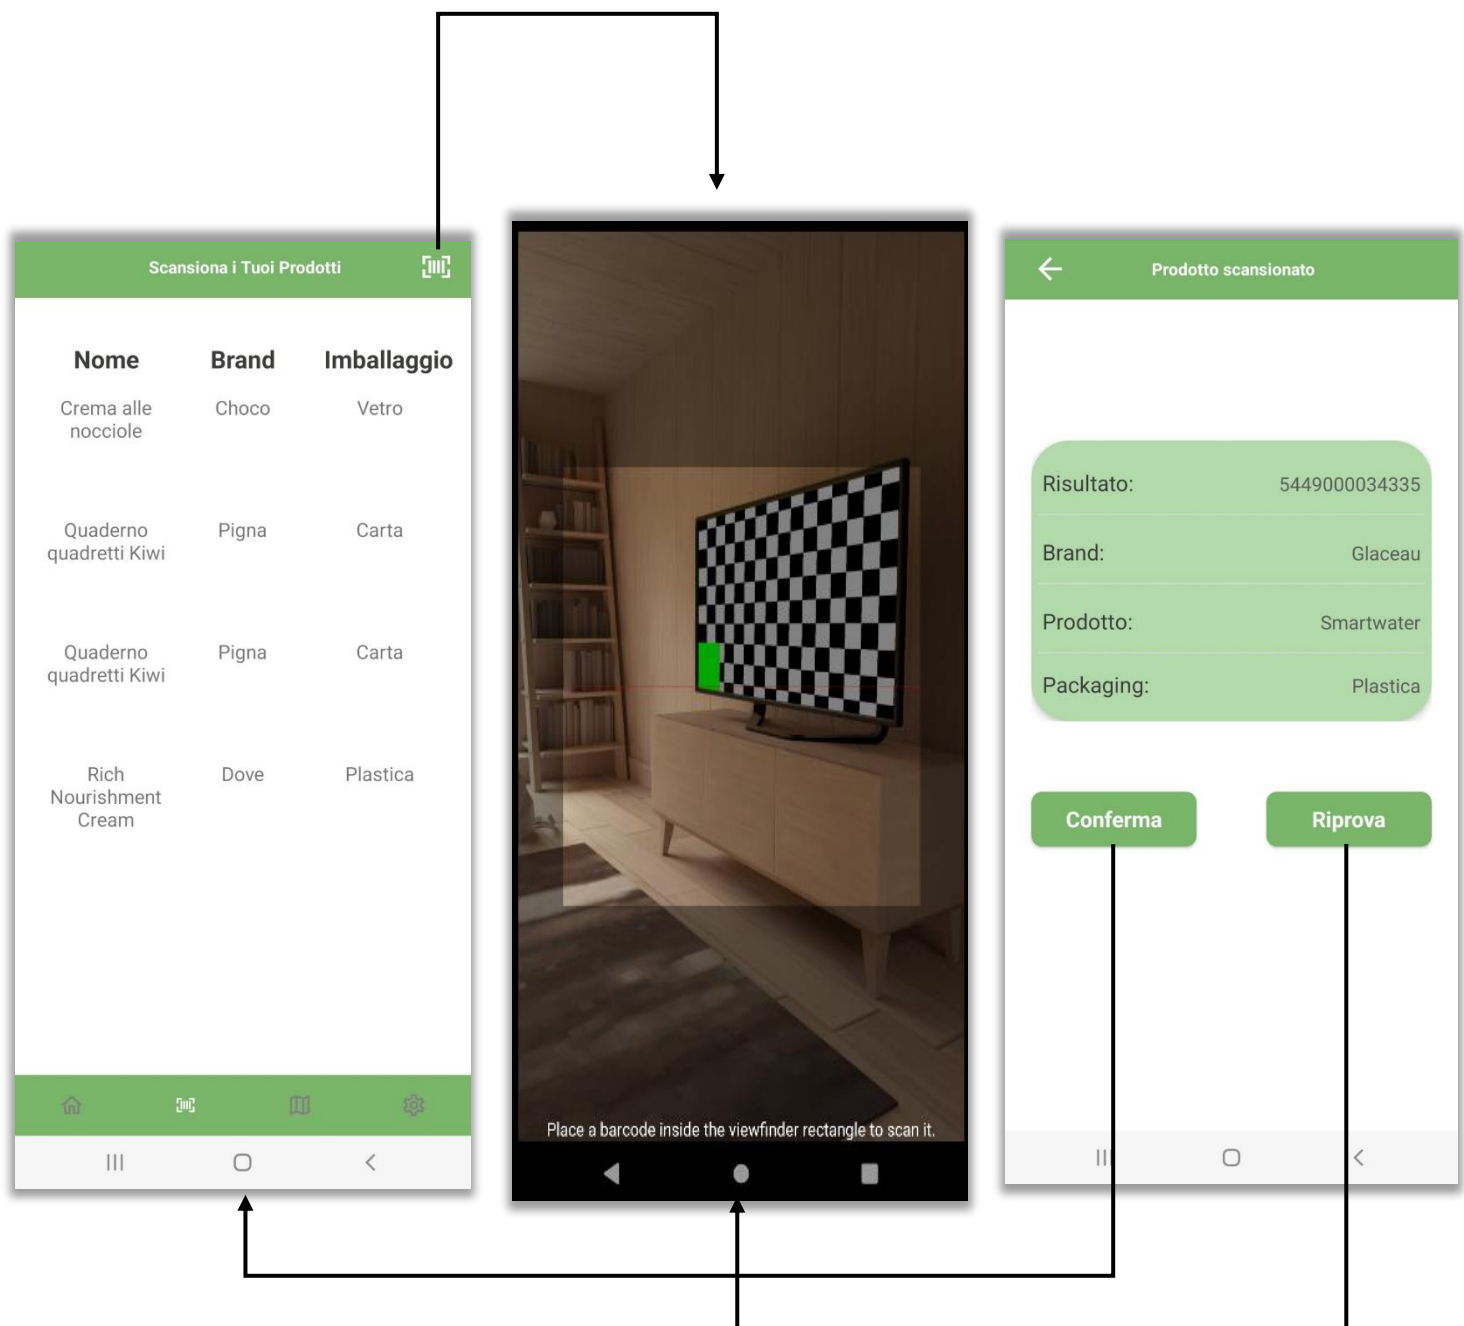 Scansiona i Tuoi Prodotti
Nome Brand Imballaggio
Crema alle Choco Vetro
nocciole
Quaderno Pigna Carta
quadretti Kiwi
Quaderno Pigna Carta
quadretti Kiwi
Rich Dove Plastica
Nourishment
Cream
Place a barcode inside the viewfinder rectangle to scan it.
Prodotto scansionato
Risultato: 5449000034335
Brand: Glaceau
Prodotto: Smartwater
Packaging: Plastica
Conferma Riprova